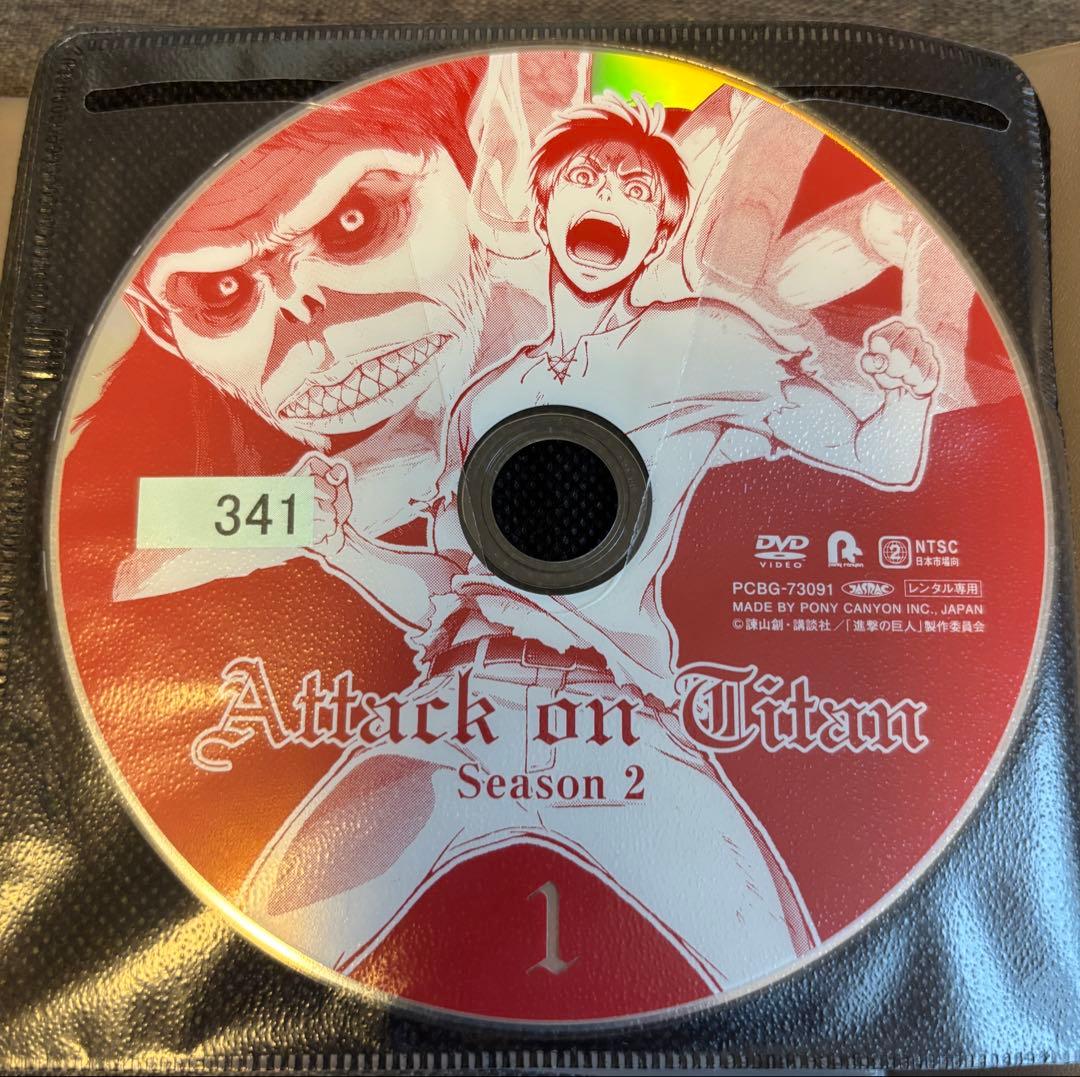 341
DVD
VIDEO
PONY CANYON
2
NTSC
日本市場向
PCBG-73091 JASRAC レンタル専用
MADE BY PONY CANYON INC., JAPAN
©諫山創・講談社/「進撃の巨人」製作委員会
Attack on Titan
Season 2
1